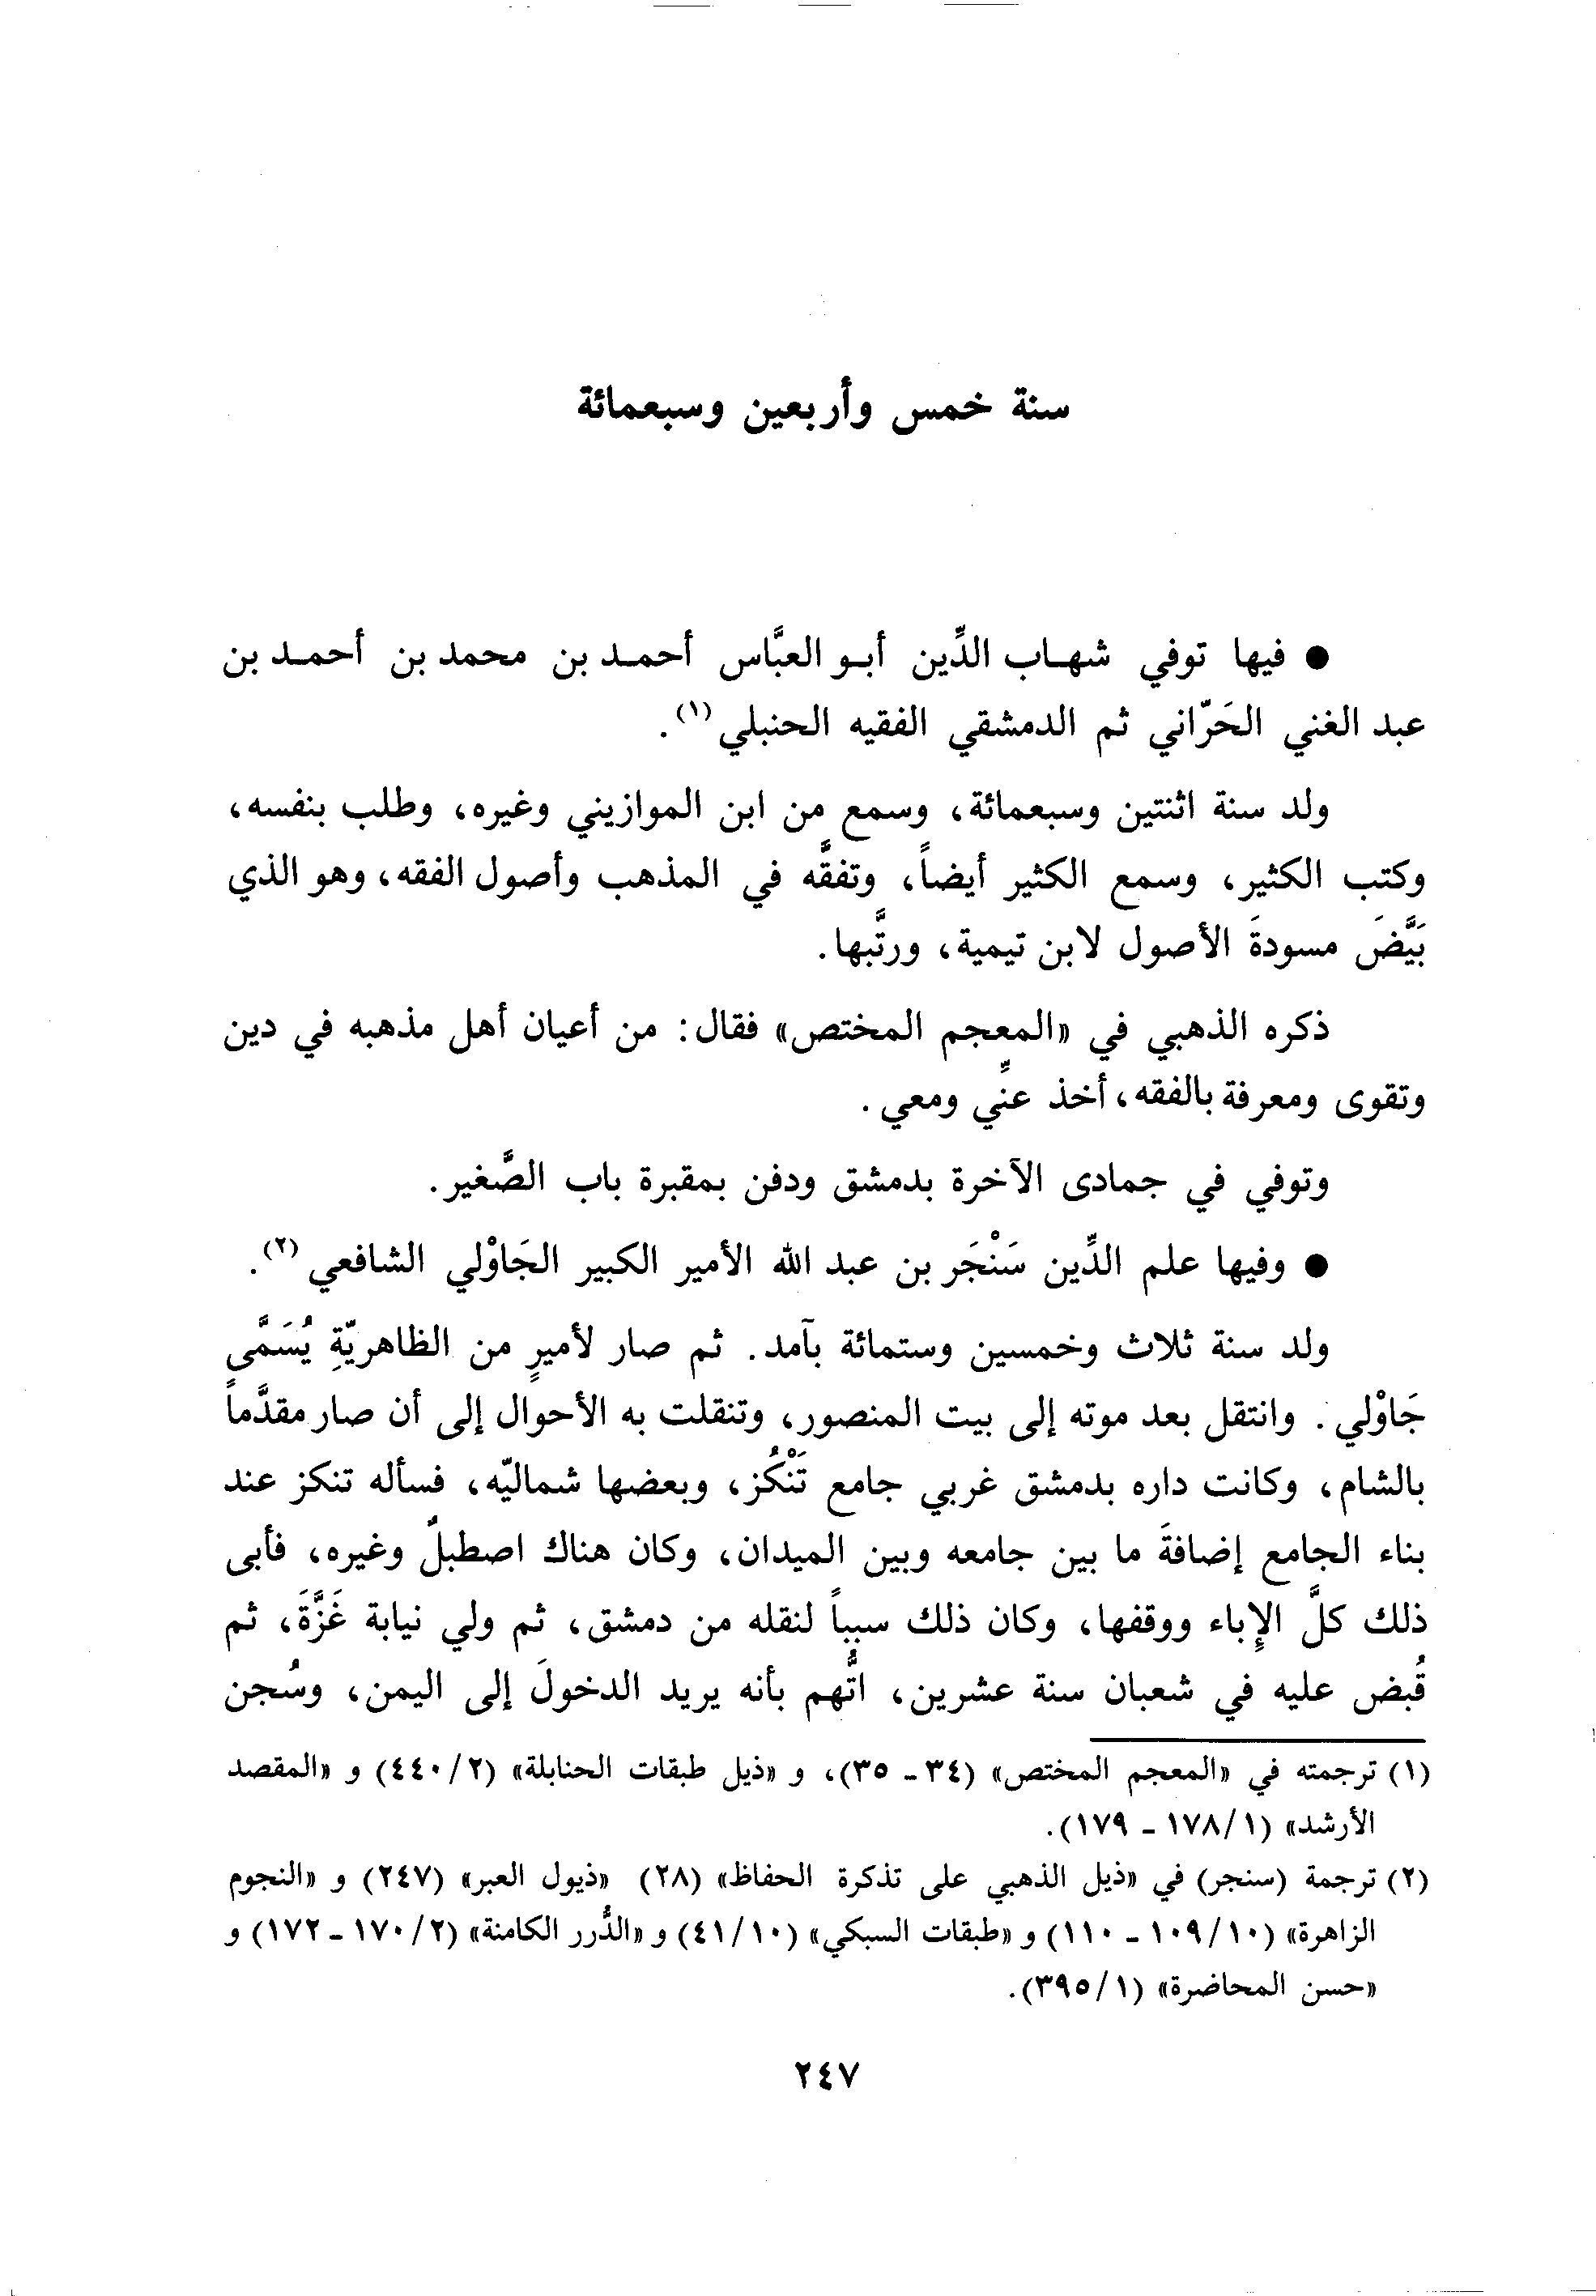 سنة خمس وأربعين وسبعمائة
● فيها توفي شهـاب الدِّين أبـو العبَّاس أحمـد بن محمد بن أحمـد بن
عبد الغني الحَرّاني ثم الدمشقي الفقيه الحنبلي (١).
ولد سنة اثنتين وسبعمائة، وسمع من ابن الموازيني وغيره، وطلب بنفسه،
وكتب الكثير، وسمع الكثير أيضاً، وتفقَّه في المذهب وأصول الفقه، وهو الذي
بَيَّضَ مسودةَ الأصول لابن تيمية، ورتَّبها.
ذكره الذهبي في «المعجم المختص» فقال: من أعيان أهل مذهبه في دين
وتقوى ومعرفة بالفقه، أخذ عنِّي ومعي.
وتوفي في جمادى الآخرة بدمشق ودفن بمقبرة باب الصَّغير.
● وفيها علم الدِّين سَنْجَر بن عبد الله الأمير الكبير الجَاوْلي الشافعي (٢).
ولد سنة ثلاث وخمسين وستمائة بآمد. ثم صار لأميرٍ من الظاهريّةِ يُسَمَّى
جَاوْلي. وانتقل بعد موته إلى بيت المنصور، وتنقلت به الأحوال إلى أن صار مقدَّماً
بالشام، وكانت داره بدمشق غربي جامع تَنْكُز، وبعضها شماليّه، فسأله تنكز عند
بناء الجامع إضافةَ ما بين جامعه وبين الميدان، وكان هناك اصطبلٌ وغيره، فأبى
ذلك كلَّ الإِباء ووقفها، وكان ذلك سبباً لنقله من دمشق، ثم ولي نيابة غَزَّةَ، ثم
قُبض عليه في شعبان سنة عشرين، اتُّهم بأنه يريد الدخولَ إلى اليمن، وسُجن
(١) ترجمته في «المعجم المختص» (٣٤ - ٣٥)، و «ذيل طبقات الحنابلة» (٢/ ٤٤٠) و «المقصد
الأرشد» (١/ ١٧٨ - ١٧٩).
(٢) ترجمة (سنجر) في «ذيل الذهبي على تذكرة الحفاظ» (٢٨) «ذيول العبر» (٢٤٧) و «النجوم
الزاهرة» (١٠/ ١٠٩ - ١١٠) و «طبقات السبكي» (١٠/ ٤١) و «الدُّرر الكامنة» (٢/ ١٧٠ - ١٧٢) و
«حسن المحاضرة» (١/ ٣٩٥).
٢٤٧